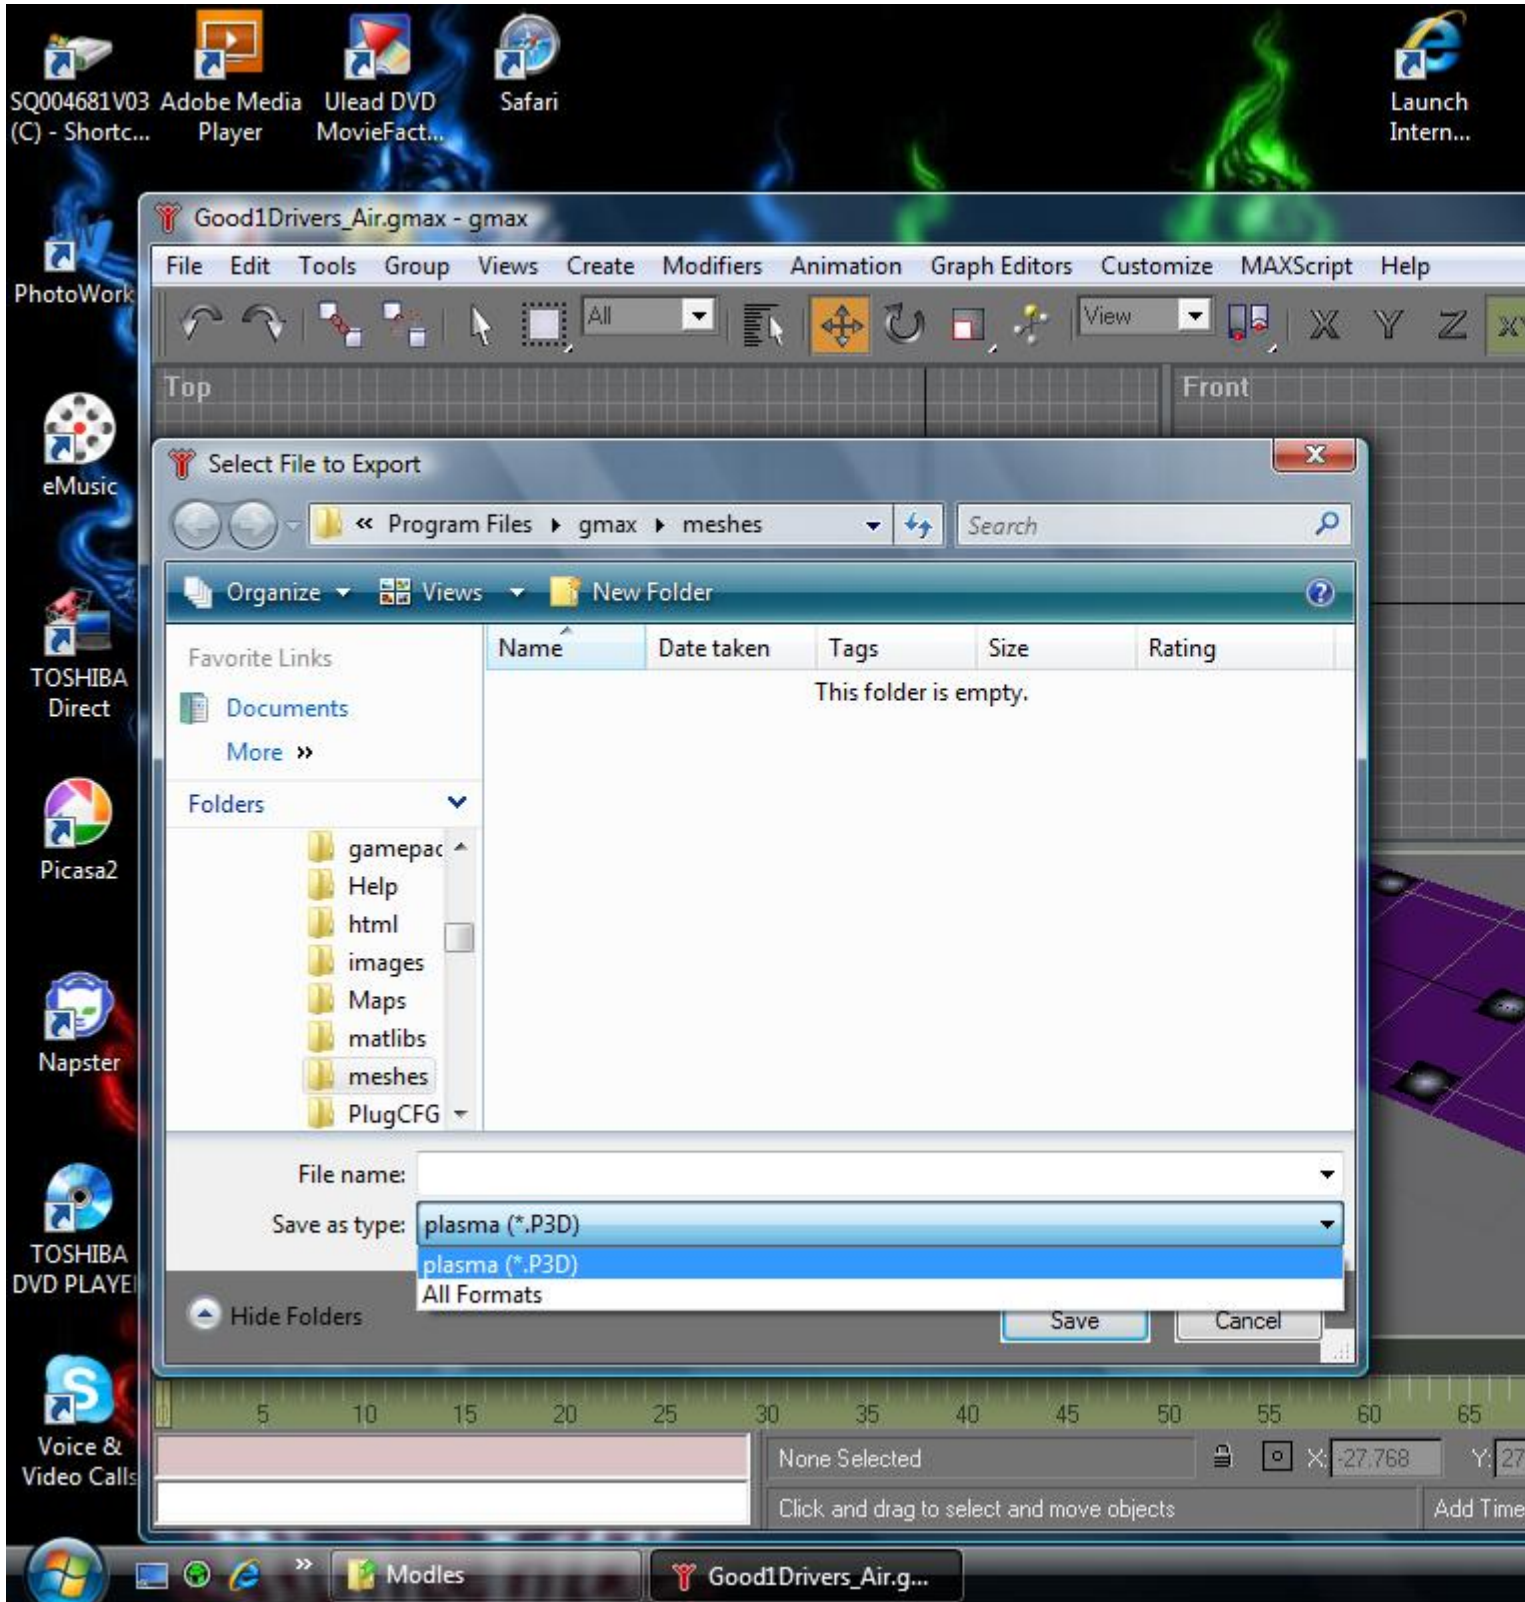 SQ004681V03
(C) - Shortc...
Adobe Media
Player
Ulead DVD
MovieFact...
Safari
Launch
Intern...
PhotoWork
eMusic
TOSHIBA
Direct
Picasa2
Napster
TOSHIBA
DVD PLAYE
Voice &
Video Calls
Good1Drivers_Air.gmax - gmax
File Edit Tools Group Views Create Modifiers Animation Graph Editors Customize MAXScript Help
All
View
X Y Z XY
Top
Front
Select File to Export
« Program Files ▸ gmax ▸ meshes
Search
Organize Views New Folder
Favorite Links
Documents
More »
Folders
gamepac
Help
html
images
Maps
matlibs
meshes
PlugCFG
Name Date taken Tags Size Rating
This folder is empty.
File name:
Save as type: plasma (*.P3D)
plasma (*.P3D)
All Formats
Hide Folders
Save Cancel
0 5 10 15 20 25 30 35 40 45 50 55 60 65
None Selected
X: -27.768 Y: 27
Click and drag to select and move objects
Add Time
» Modles Good1Drivers_Air.g...